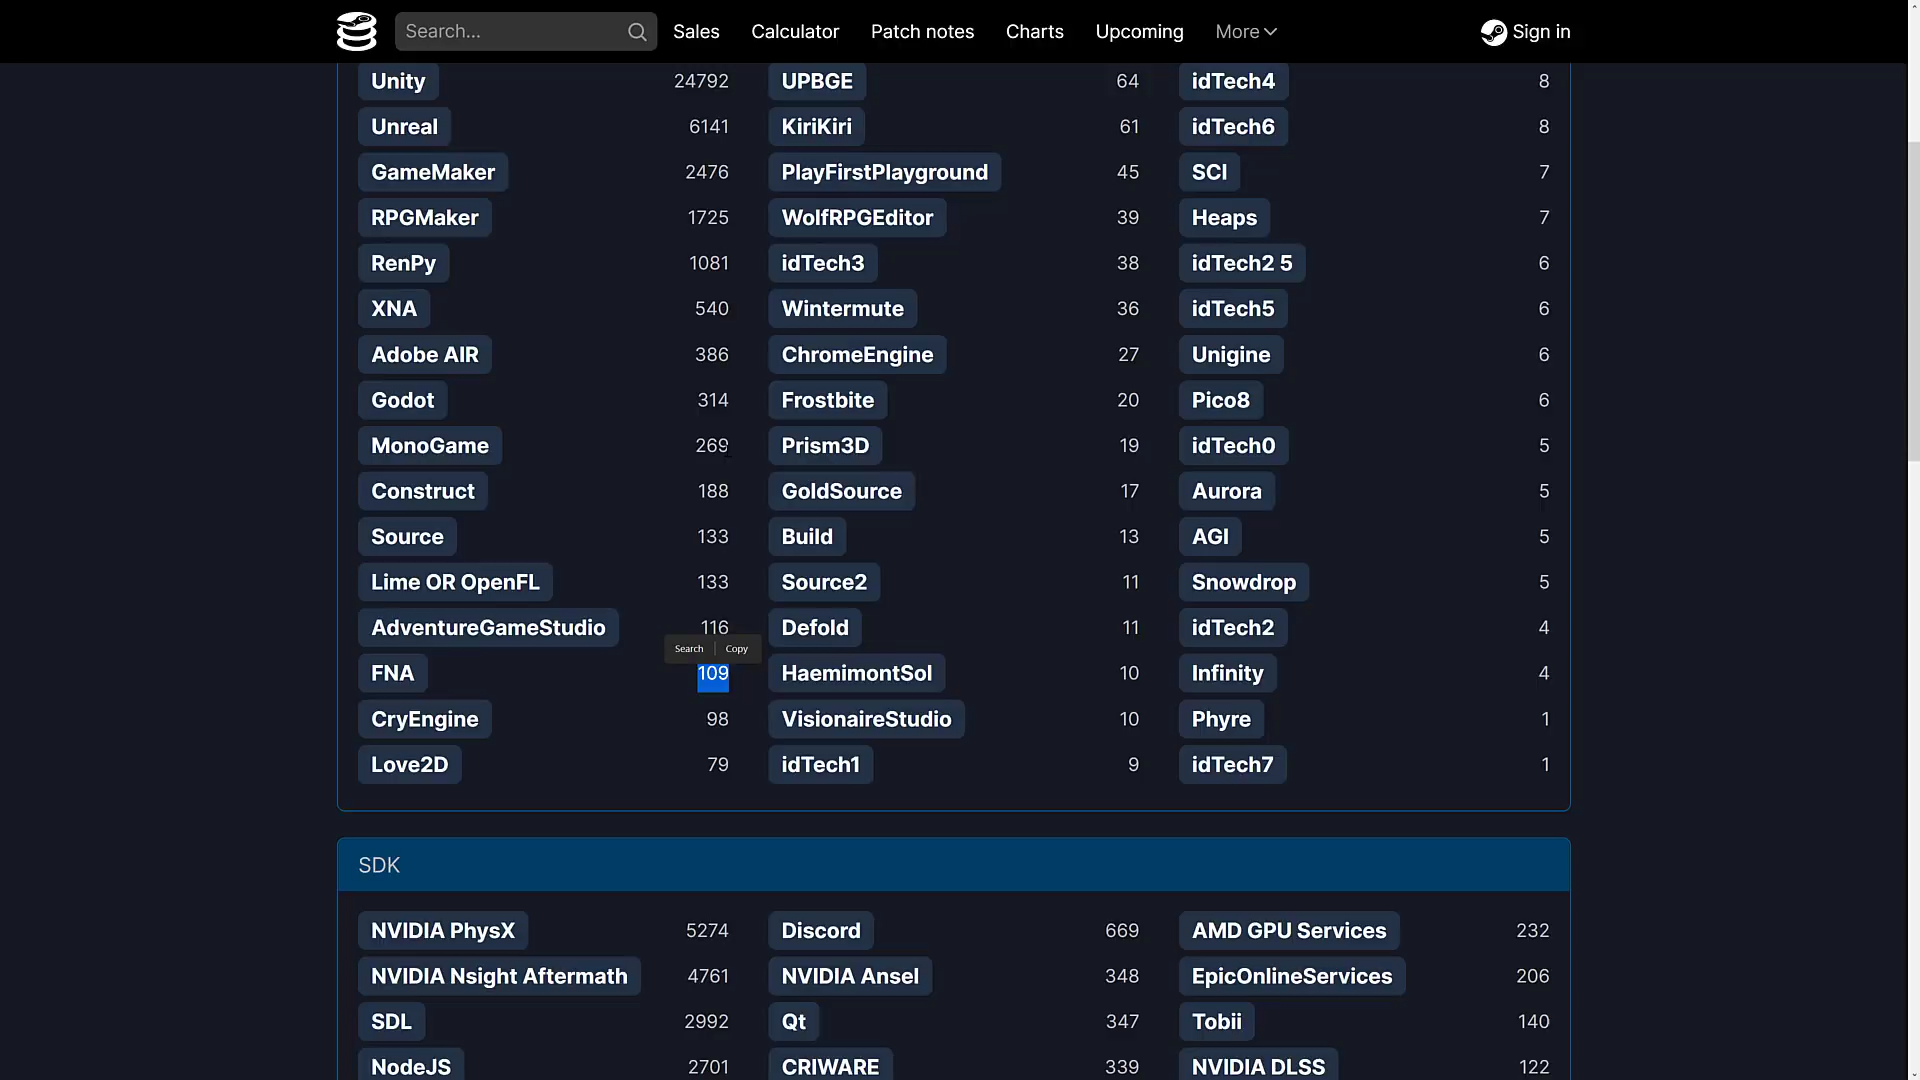 Search...
Sales
Calculator
Patch notes
Charts
Upcoming
More
Sign in
Unity 24792 UPBGE 64 idTech4 8
Unreal 6141 KiriKiri 61 idTech6 8
GameMaker 2476 PlayFirstPlayground 45 SCI 7
RPGMaker 1725 WolfRPGEditor 39 Heaps 7
RenPy 1081 idTech3 38 idTech2 5 6
XNA 540 Wintermute 36 idTech5 6
Adobe AIR 386 ChromeEngine 27 Unigine 6
Godot 314 Frostbite 20 Pico8 6
MonoGame 269 Prism3D 19 idTech0 5
Construct 188 GoldSource 17 Aurora 5
Source 133 Build 13 AGI 5
Lime OR OpenFL 133 Source2 11 Snowdrop 5
AdventureGameStudio 116 Defold 11 idTech2 4
Search Copy
FNA 109 HaemimontSol 10 Infinity 4
CryEngine 98 VisionaireStudio 10 Phyre 1
Love2D 79 idTech1 9 idTech7 1
SDK
NVIDIA PhysX 5274 Discord 669 AMD GPU Services 232
NVIDIA Nsight Aftermath 4761 NVIDIA Ansel 348 EpicOnlineServices 206
SDL 2992 Qt 347 Tobii 140
NodeJS 2701 CRIWARE 339 NVIDIA DLSS 122